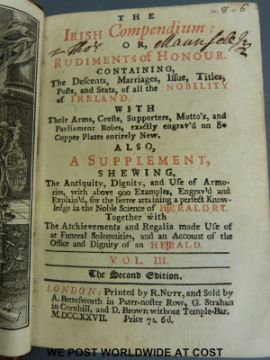 THE
IRISH Compendium:
OR,
RUDIMENTS of HONOUR.
CONTAINING,
The Descents, Marriages, Issue, Titles,
Posts, and Seats, of all the NOBILITY
OF IRELAND.
WITH
Their Arms, Crests, Supporters, Motto's, and
Parliament Robes, exactly engrav'd on 80
Copper Plates entirely New.
ALSO,
A SUPPLEMENT,
SHEWING,
The Antiquity, Dignity, and Use of Armo-
ries, with above 900 Examples, Engrav'd and
Explain'd, for the better attaining a perfect Know-
ledge in the Noble Science of HERALDRY.
Together with
The Atchievements and Regalia made Use of
at Funeral Solemnities, and an Account of the
Office and Dignity of an HERALD.
VOL. III.
The Second Edition.
LONDON: Printed by R. NUTT, and Sold by
A. Bettesworth in Pater-noster Row, G. Strahan
in Cornhill, and D. Brown without Temple-Bar.
M.DCC.XXVII. Price 7s. 6d.
WE POST WORLDWIDE AT COST